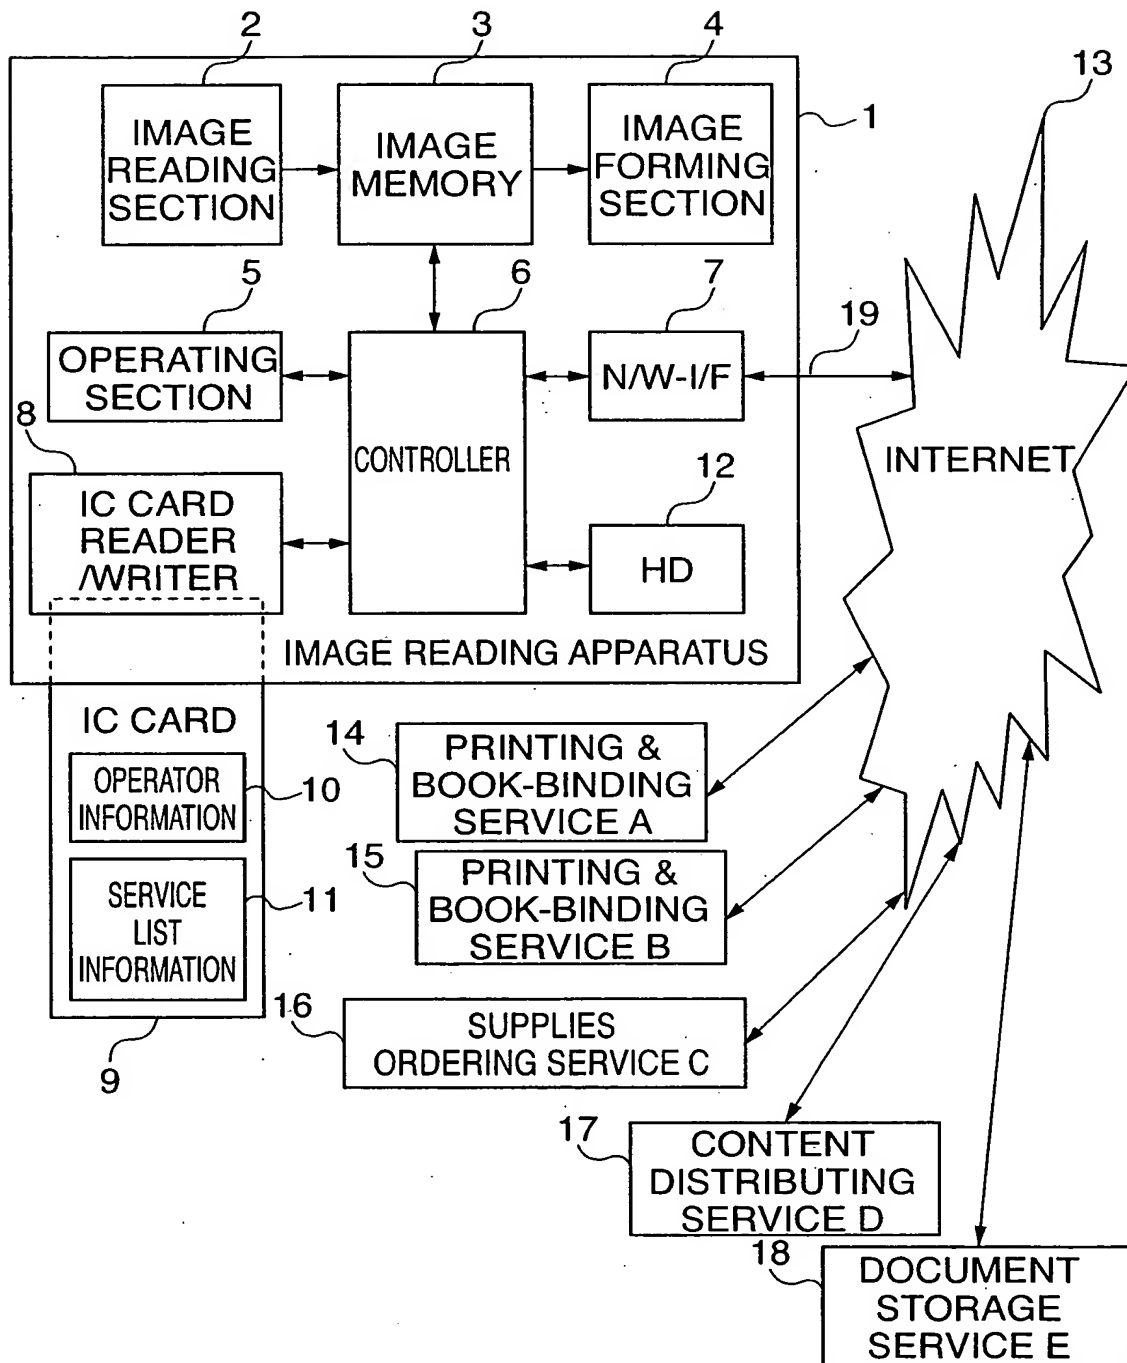 2
3
4
13
1
IMAGE
READING
SECTION
IMAGE
MEMORY
IMAGE
FORMING
SECTION
5
6
7
19
OPERATING
SECTION
CONTROLLER
N/W-I/F
INTERNET
8
12
IC CARD
READER
/WRITER
HD
IMAGE READING APPARATUS
IC CARD
OPERATOR
INFORMATION
10
SERVICE
LIST
INFORMATION
11
9
14
PRINTING &
BOOK-BINDING
SERVICE A
15
PRINTING &
BOOK-BINDING
SERVICE B
16
SUPPLIES
ORDERING SERVICE C
17
CONTENT
DISTRIBUTING
SERVICE D
18
DOCUMENT
STORAGE
SERVICE E